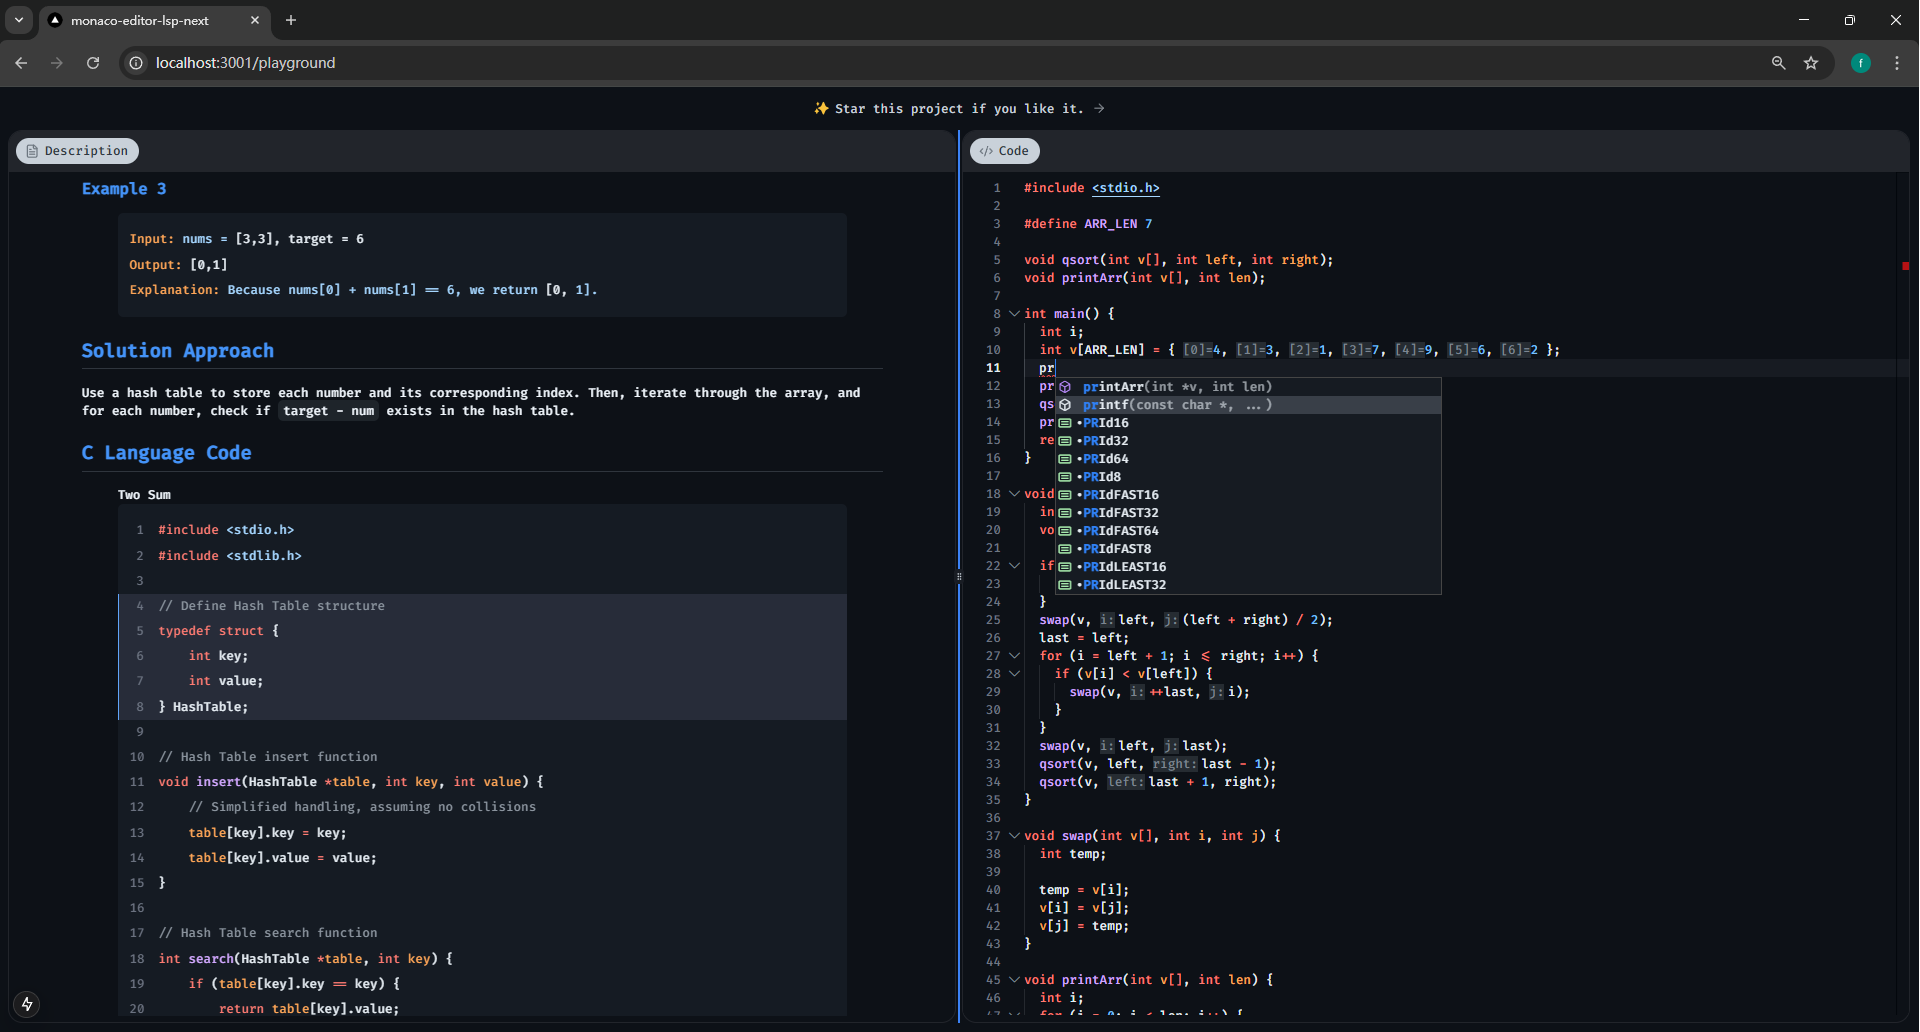 monaco-editor-lsp-next
localhost:3001/playground
f
✨ Star this project if you like it. →
Description
Example 3
Input: nums = [3,3], target = 6
Output: [0,1]
Explanation: Because nums[0] + nums[1] == 6, we return [0, 1].
Solution Approach
Use a hash table to store each number and its corresponding index. Then, iterate through the array, and
for each number, check if target - num exists in the hash table.
C Language Code
Two Sum
1 #include <stdio.h>
2 #include <stdlib.h>
3
4 // Define Hash Table structure
5 typedef struct {
6 int key;
7 int value;
8 } HashTable;
9
10 // Hash Table insert function
11 void insert(HashTable *table, int key, int value) {
12 // Simplified handling, assuming no collisions
13 table[key].key = key;
14 table[key].value = value;
15 }
16
17 // Hash Table search function
18 int search(HashTable *table, int key) {
19 if (table[key].key == key) {
20 return table[key].value;
</> Code
1 #include <stdio.h>
2
3 #define ARR_LEN 7
4
5 void qsort(int v[], int left, int right);
6 void printArr(int v[], int len);
7
8 int main() {
9 int i;
10 int v[ARR_LEN] = { [0]=4, [1]=3, [2]=1, [3]=7, [4]=9, [5]=6, [6]=2 };
11 pr
12 pr printArr(int *v, int len)
13 qs printf(const char *, ...)
14 pr •PRId16
15 re •PRId32
16 } •PRId64
17 •PRId8
18 void •PRIdFAST16
19 in •PRIdFAST32
20 vo •PRIdFAST64
21 •PRIdFAST8
22 if •PRIdLEAST16
23 •PRIdLEAST32
24 }
25 swap(v, i: left, j: (left + right) / 2);
26 last = left;
27 for (i = left + 1; i <= right; i++) {
28 if (v[i] < v[left]) {
29 swap(v, i: ++last, j: i);
30 }
31 }
32 swap(v, i: left, j: last);
33 qsort(v, left, right: last - 1);
34 qsort(v, left: last + 1, right);
35 }
36
37 void swap(int v[], int i, int j) {
38 int temp;
39
40 temp = v[i];
41 v[i] = v[j];
42 v[j] = temp;
43 }
44
45 void printArr(int v[], int len) {
46 int i;
47 for (i = 0; i < len; i++) {